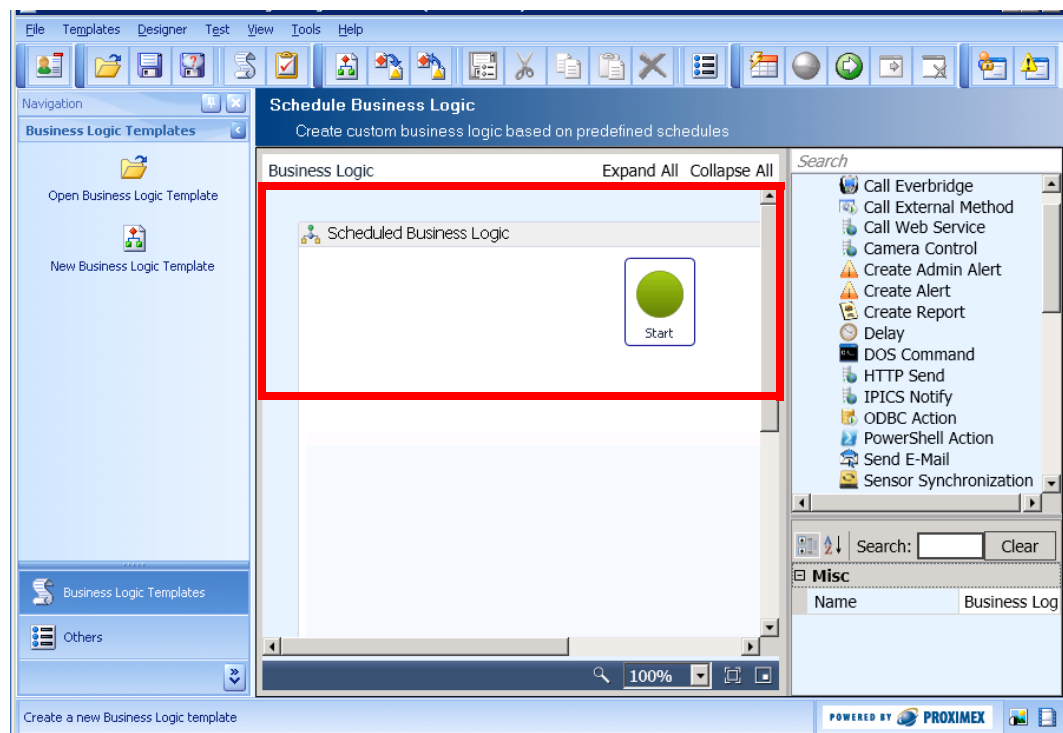 File Templates Designer Test View Tools Help
Navigation
Business Logic Templates
Open Business Logic Template
New Business Logic Template
Business Logic Templates
Others
Schedule Business Logic
Create custom business logic based on predefined schedules
Business Logic Expand All Collapse All
Scheduled Business Logic
Start
100%
Search
Call Everbridge
Call External Method
Call Web Service
Camera Control
Create Admin Alert
Create Alert
Create Report
Delay
DOS Command
HTTP Send
IPICS Notify
ODBC Action
PowerShell Action
Send E-Mail
Sensor Synchronization
Search: Clear
Misc
Name Business Log
Create a new Business Logic template
POWERED BY PROXIMEX